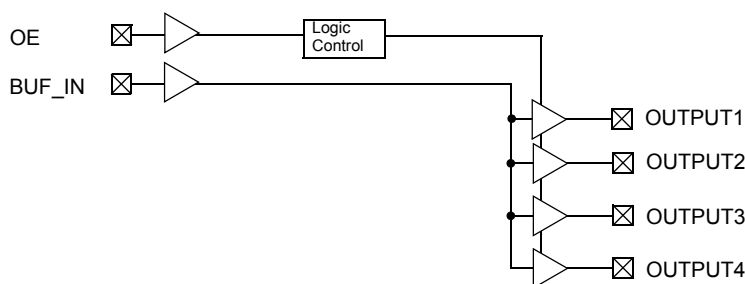 OE
Logic
Control
BUF_IN
OUTPUT1
OUTPUT2
OUTPUT3
OUTPUT4